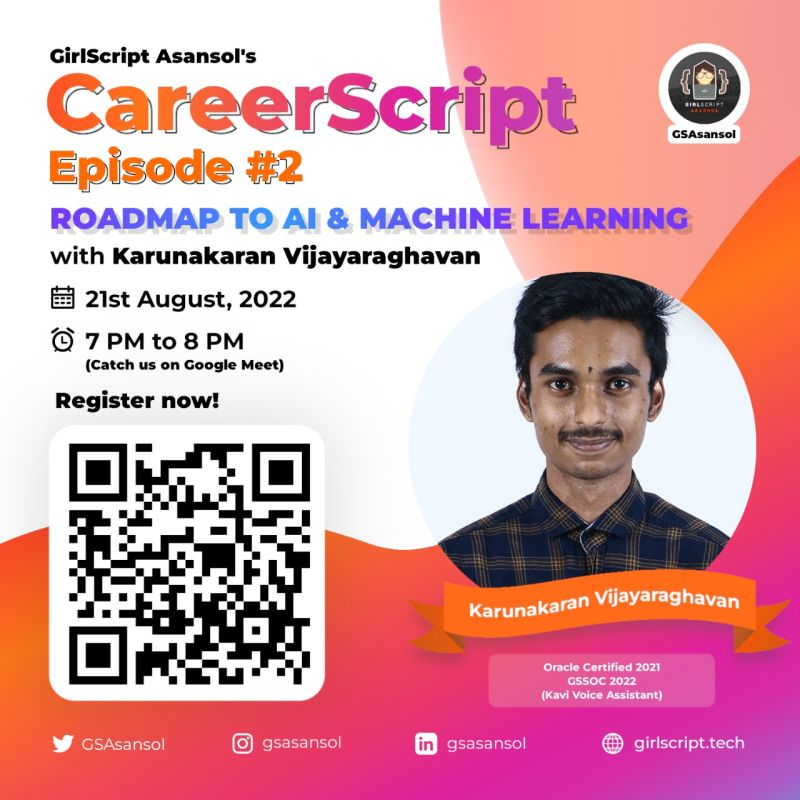 GirlScript Asansol's
CareerScript
Episode #2
ROADMAP TO AI & MACHINE LEARNING
with Karunakaran Vijayaraghavan
21st August, 2022
7 PM to 8 PM
(Catch us on Google Meet)
Register now!
GIRLSCRIPT
ASANSOL
GSAsansol
Karunakaran Vijayaraghavan
Oracle Certified 2021
GSSOC 2022
(Kavi Voice Assistant)
GSAsansol
gsasansol
in gsasansol
girlscript.tech